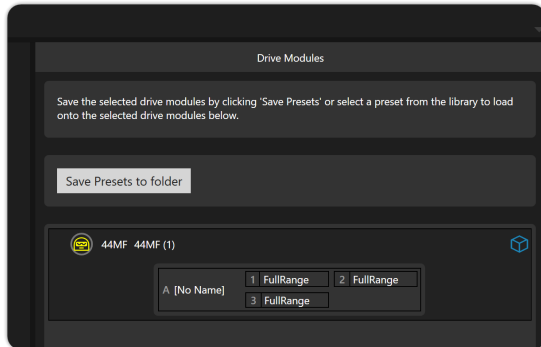 Drive Modules
Save the selected drive modules by clicking 'Save Presets' or select a preset from the library to load
onto the selected drive modules below.
Save Presets to folder
44MF 44MF (1)
A [No Name] 1 FullRange 2 FullRange
3 FullRange